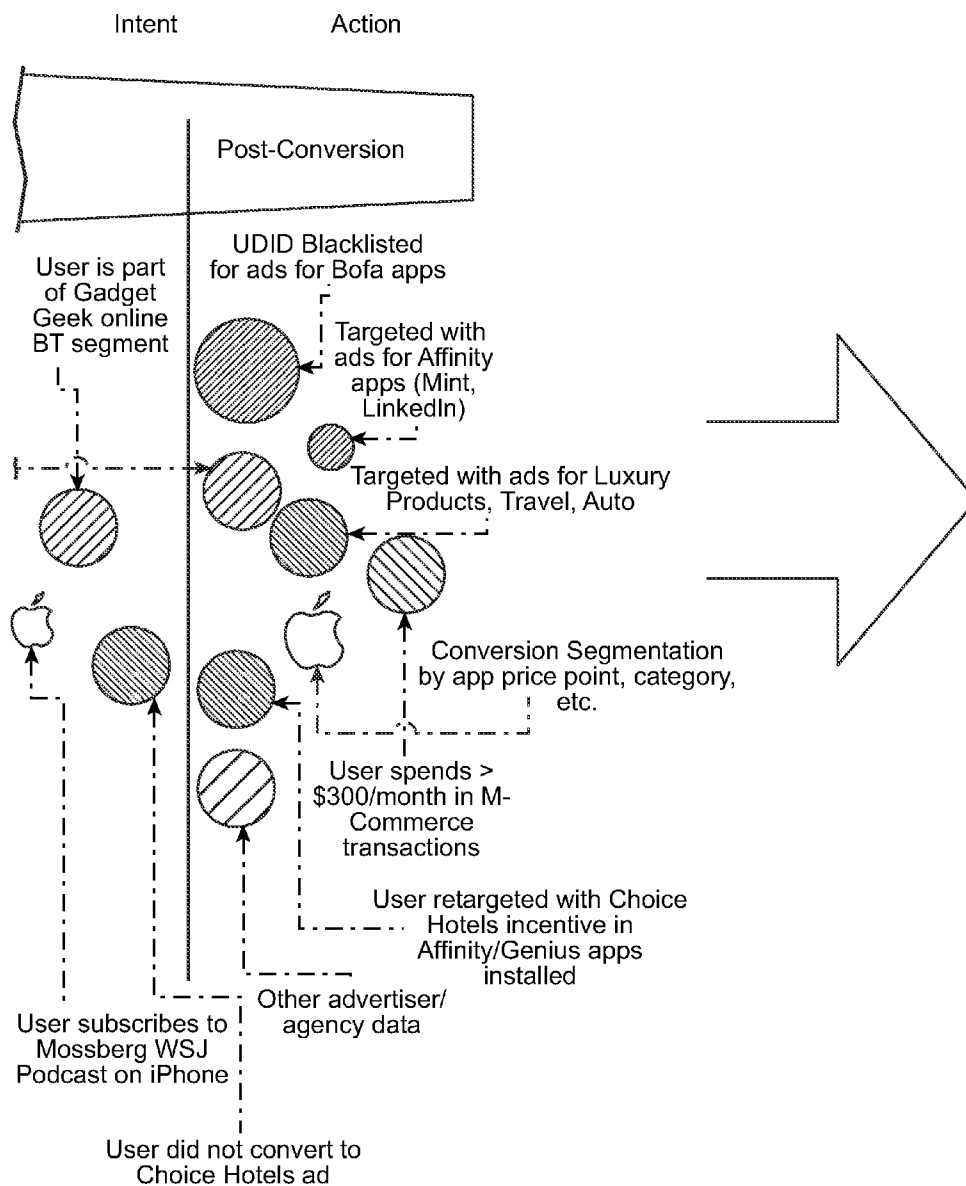 Intent
Action
Post-Conversion
UDID Blacklisted
for ads for Bofa apps
User is part
of Gadget
Geek online
BT segment
Targeted with
ads for Affinity
apps (Mint,
LinkedIn)
Targeted with ads for Luxury
Products, Travel, Auto
Conversion Segmentation
by app price point, category,
etc.
User spends >
$300/month in M-
Commerce
transactions
User retargeted with Choice
Hotels incentive in
Affinity/Genius apps
installed
Other advertiser/
agency data
User subscribes to
Mossberg WSJ
Podcast on iPhone
User did not convert to
Choice Hotels ad